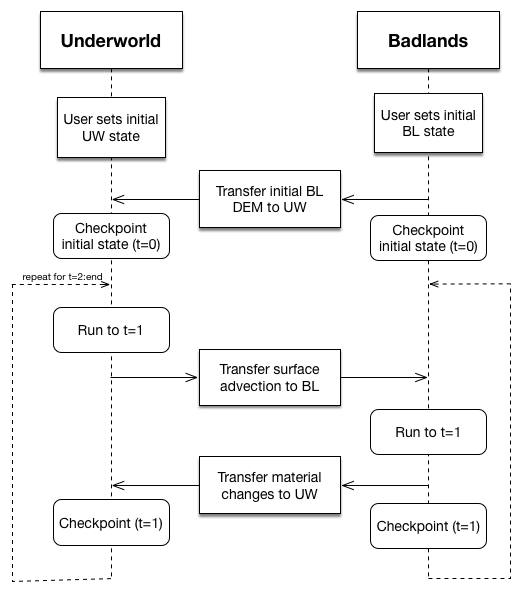 Underworld
Badlands
User sets initial
UW state
User sets initial
BL state
Transfer initial BL
DEM to UW
Checkpoint
initial state (t=0)
Checkpoint
initial state (t=0)
repeat for t=2:end
Run to t=1
Transfer surface
advection to BL
Run to t=1
Transfer material
changes to UW
Checkpoint (t=1)
Checkpoint (t=1)